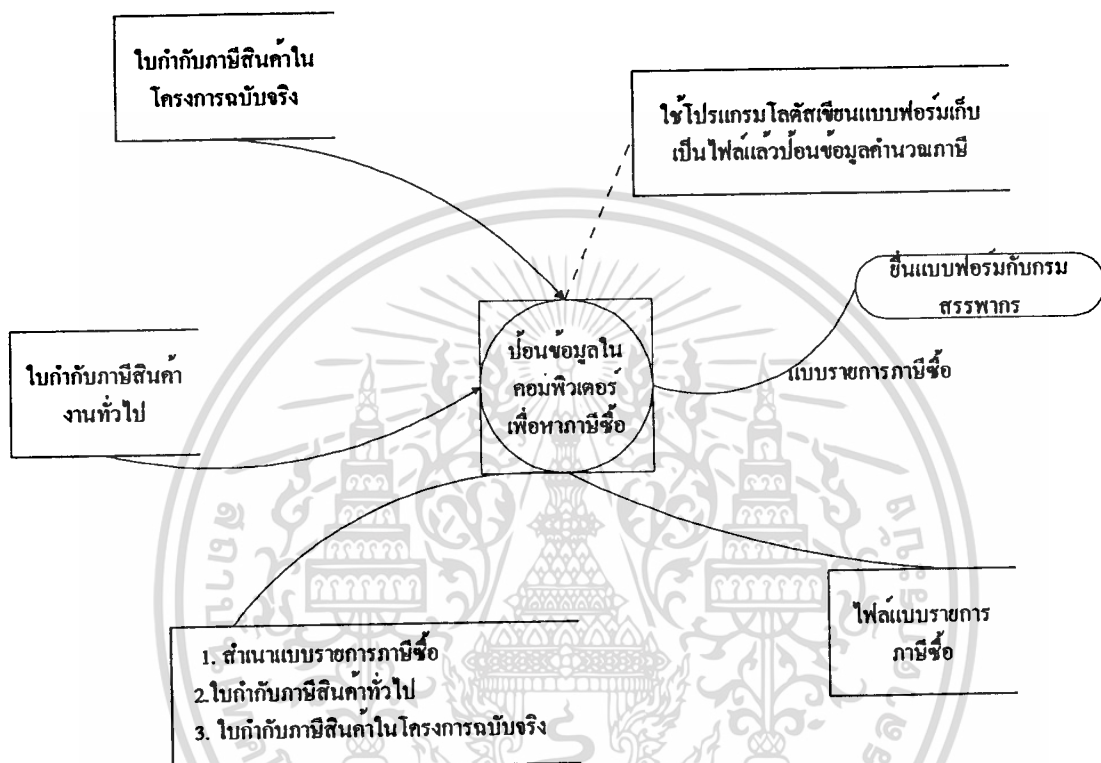 ใบกำกับภาษีสินค้าใน
โครงการฉบับจริง
ใช้โปรแกรมโลตัสเขียนแบบฟอร์มเก็บ
เป็นไฟล์แล้วป้อนข้อมูลคำนวณภาษี
ยื่นแบบฟอร์มกับกรม
สรรพากร
ป้อนข้อมูลใน
คอมพิวเตอร์
เพื่อหาภาษีซื้อ
แบบรายการภาษีซื้อ
ใบกำกับภาษีสินค้า
งานทั่วไป
ไฟล์แบบรายการ
ภาษีซื้อ
1. สำเนาแบบรายการภาษีซื้อ
2.ใบกำกับภาษีสินค้าทั่วไป
3. ใบกำกับภาษีสินค้าในโครงการฉบับจริง